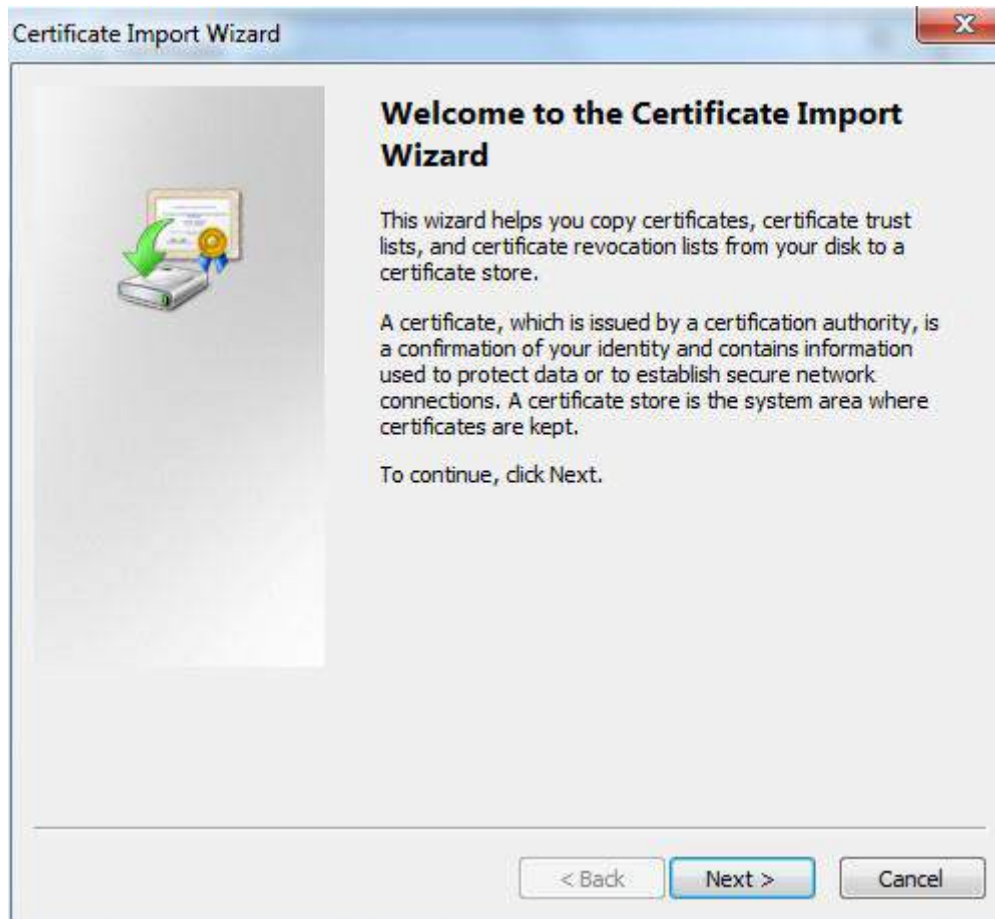 Certificate Import Wizard
X
Welcome to the Certificate Import
Wizard
This wizard helps you copy certificates, certificate trust
lists, and certificate revocation lists from your disk to a
certificate store.
A certificate, which is issued by a certification authority, is
a confirmation of your identity and contains information
used to protect data or to establish secure network
connections. A certificate store is the system area where
certificates are kept.
To continue, click Next.
< Back
Next >
Cancel